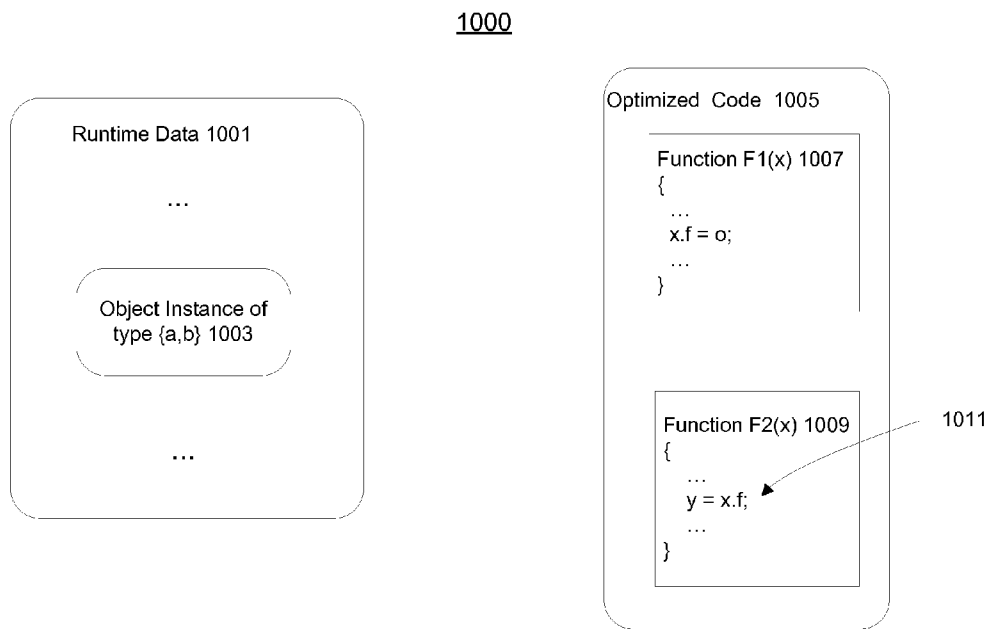 1000
Runtime Data 1001
...
Object Instance of
type {a,b} 1003
...
Optimized Code 1005
Function F1(x) 1007
{
...
x.f = o;
...
}
Function F2(x) 1009
{
...
y = x.f;
...
}
1011